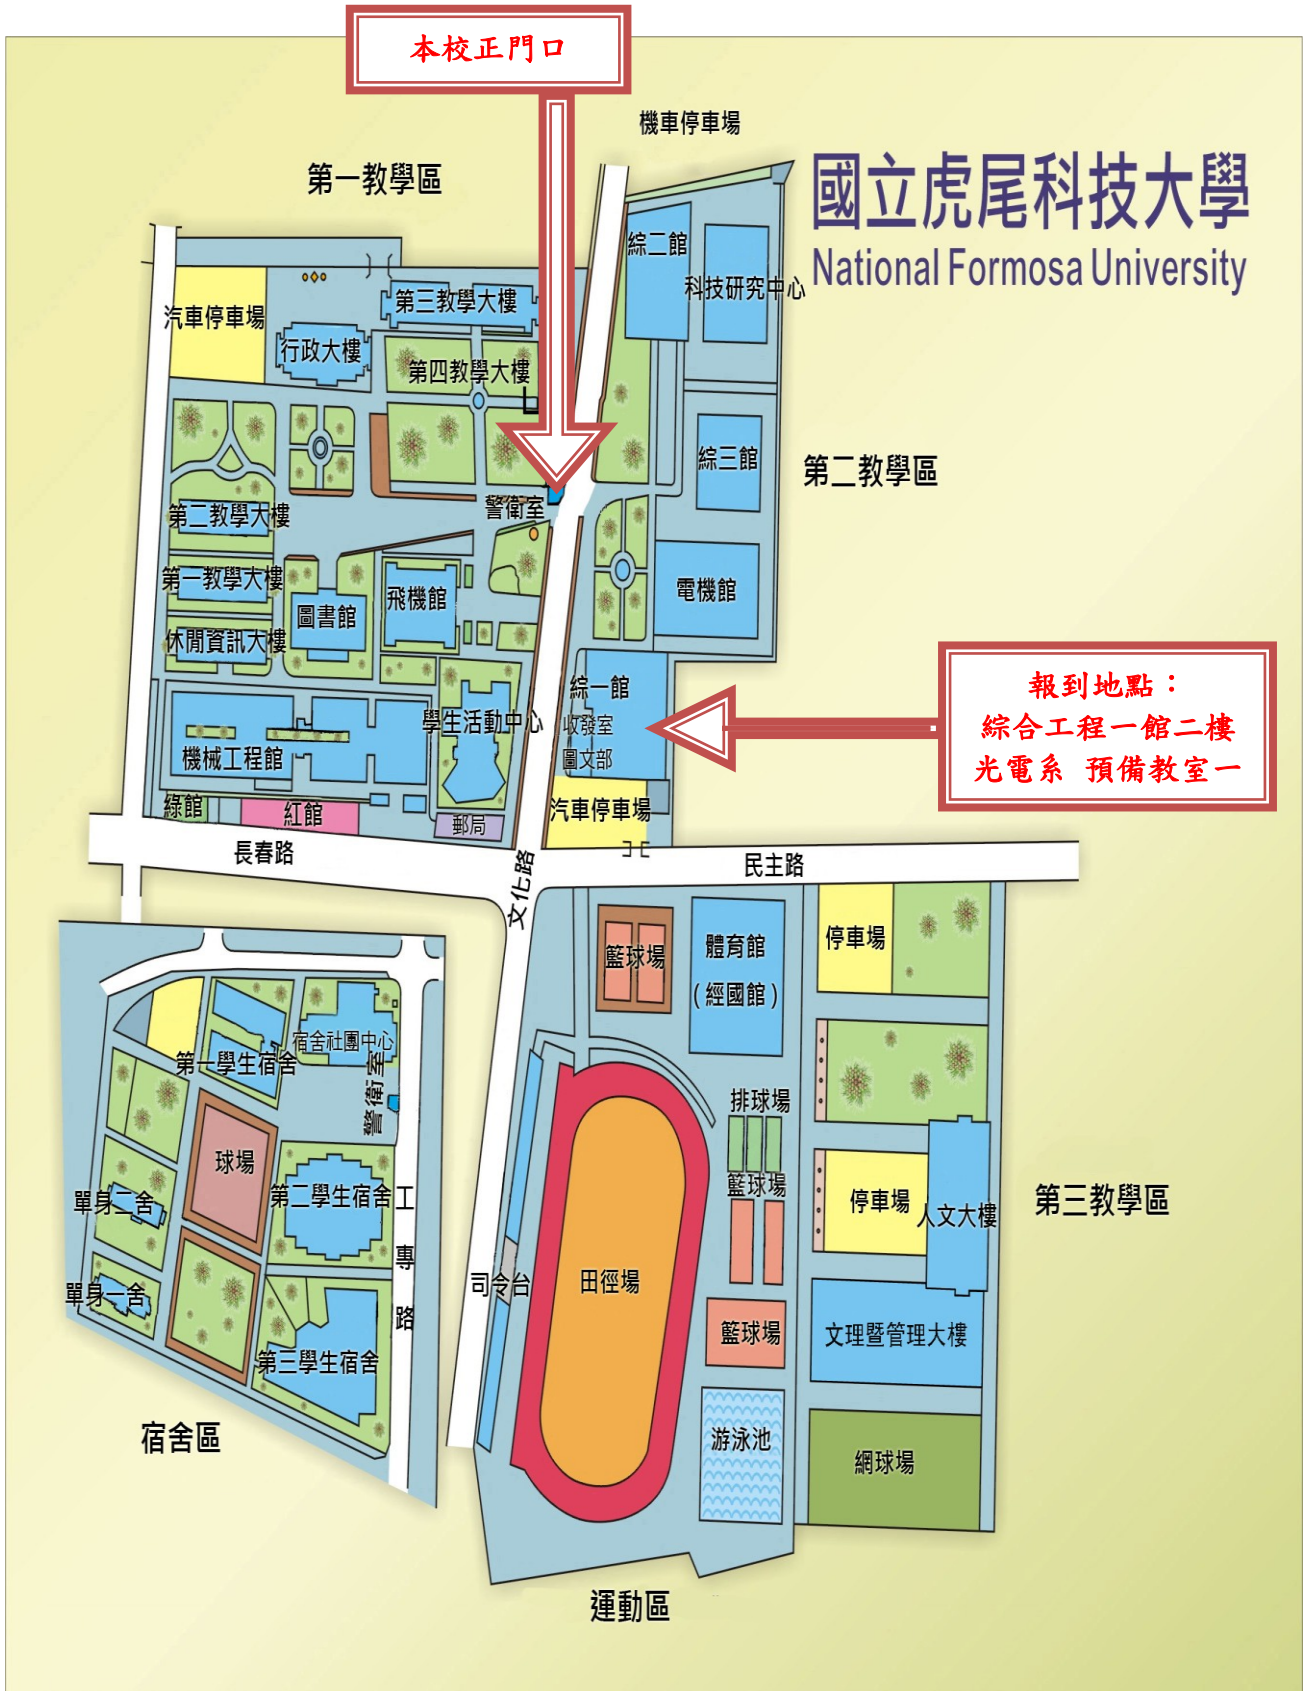 本校正門口
機車停車場
第一教學區
國立虎尾科技大學
National Formosa University
綜二館
科技研究中心
第三教學大樓
汽車停車場
行政大樓
第四教學大樓
綜三館
第二教學區
警衛室
第二教學大樓
第一教學大樓
飛機館
電機館
圖書館
休閒資訊大樓
報到地點：
綜合工程一館二樓
光電系 預備教室一
綜一館
收發室
圖文部
學生活動中心
機械工程館
綠館
紅館
郵局
汽車停車場
長春路
文化路
民主路
籃球場
體育館
(經國館)
停車場
宿舍社團中心
第一學生宿舍
警衛室
排球場
球場
第二學生宿舍
籃球場
單身二舍
工專路
停車場
人文大樓
第三教學區
單身一舍
司令台
田徑場
籃球場
文理暨管理大樓
第三學生宿舍
宿舍區
游泳池
網球場
運動區